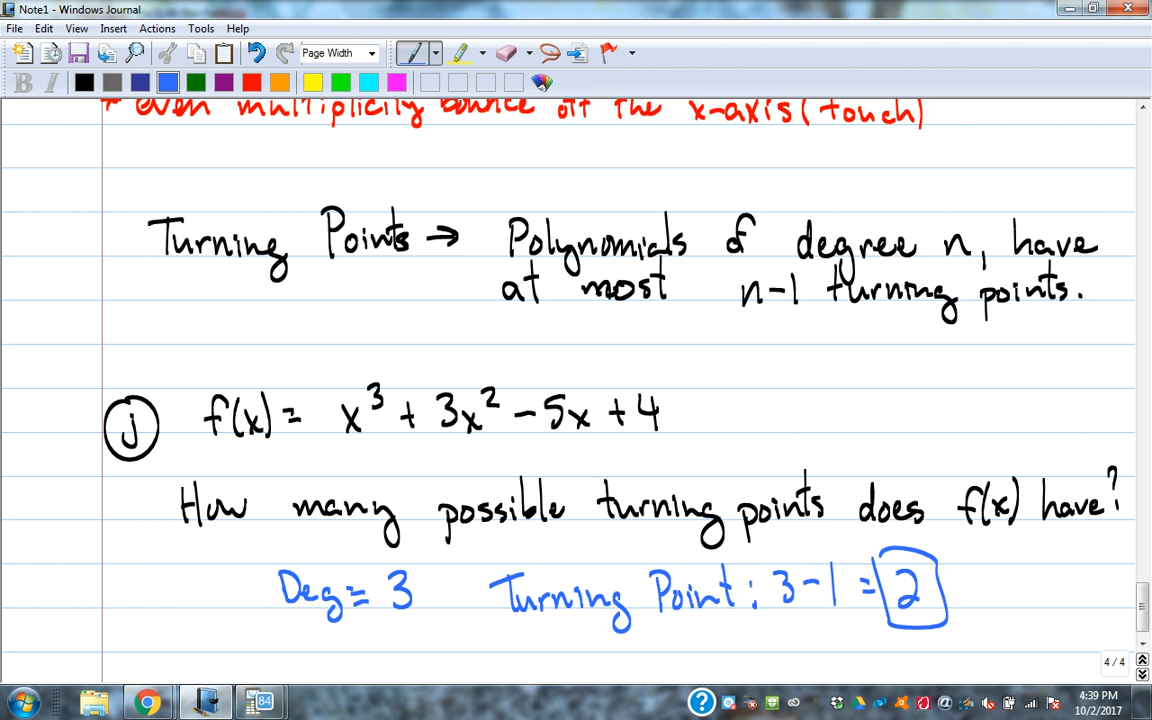 Note1 - Windows Journal
File Edit View Insert Actions Tools Help
Page Width
B I
* even multiplicity bounce off the x-axis (touch)
Turning Points → Polynomials of degree n, have
at most n-1 turning points.
j f(x) = x³ + 3x² - 5x + 4
How many possible turning points does f(x) have?
Deg = 3 Turning Point: 3-1 = 2
4 / 4
84
4:39 PM
10/2/2017